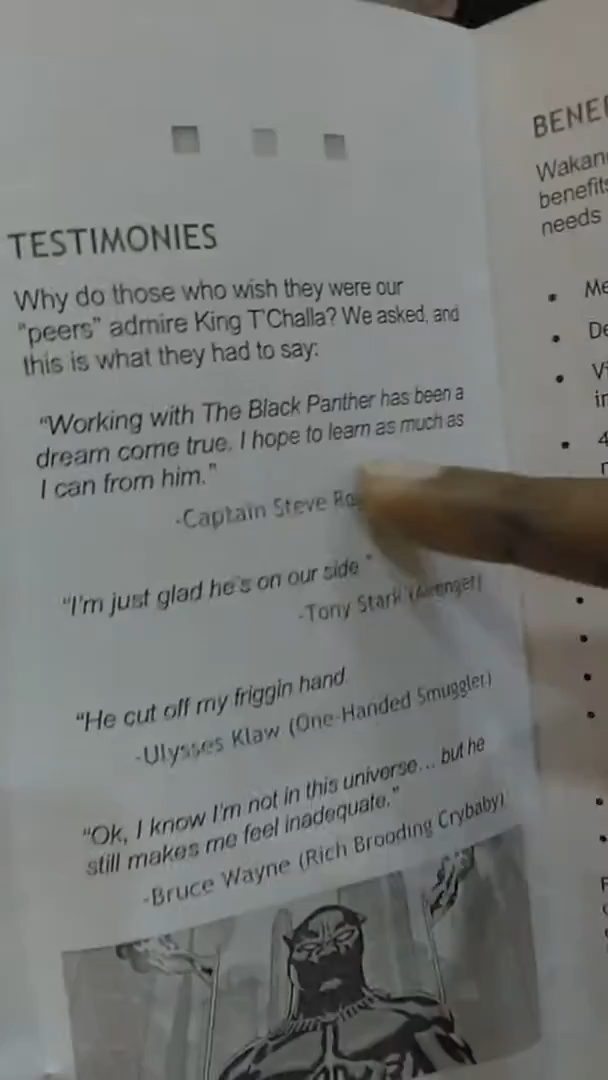 TESTIMONIES
Why do those who wish they were our
"peers" admire King T'Challa? We asked, and
this is what they had to say:
"Working with The Black Panther has been a
dream come true. I hope to learn as much as
I can from him."
-Captain Steve
"I'm just glad he's on our side."
-Tony Stark (Avenger)
"He cut off my friggin hand.
-Ulysses Klaw (One-Handed Smuggler)
"Ok, I know I'm not in this universe... but he
still makes me feel inadequate."
-Bruce Wayne (Rich Brooding Crybaby)
BENE
Wakan
benefits
needs
• Me
• De
• Vi
in
• 4